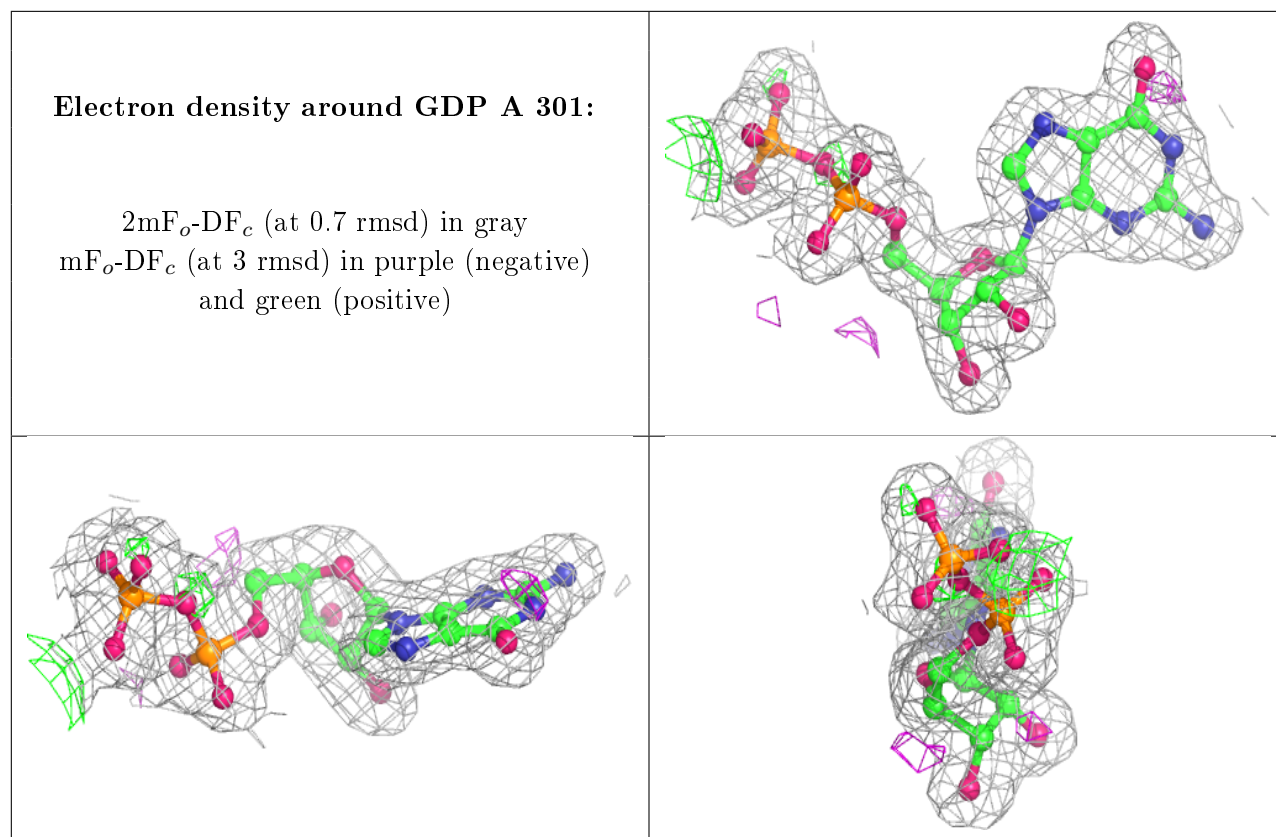 Electron density around GDP A 301:
2mFo-DFc (at 0.7 rmsd) in gray
mFo-DFc (at 3 rmsd) in purple (negative)
and green (positive)